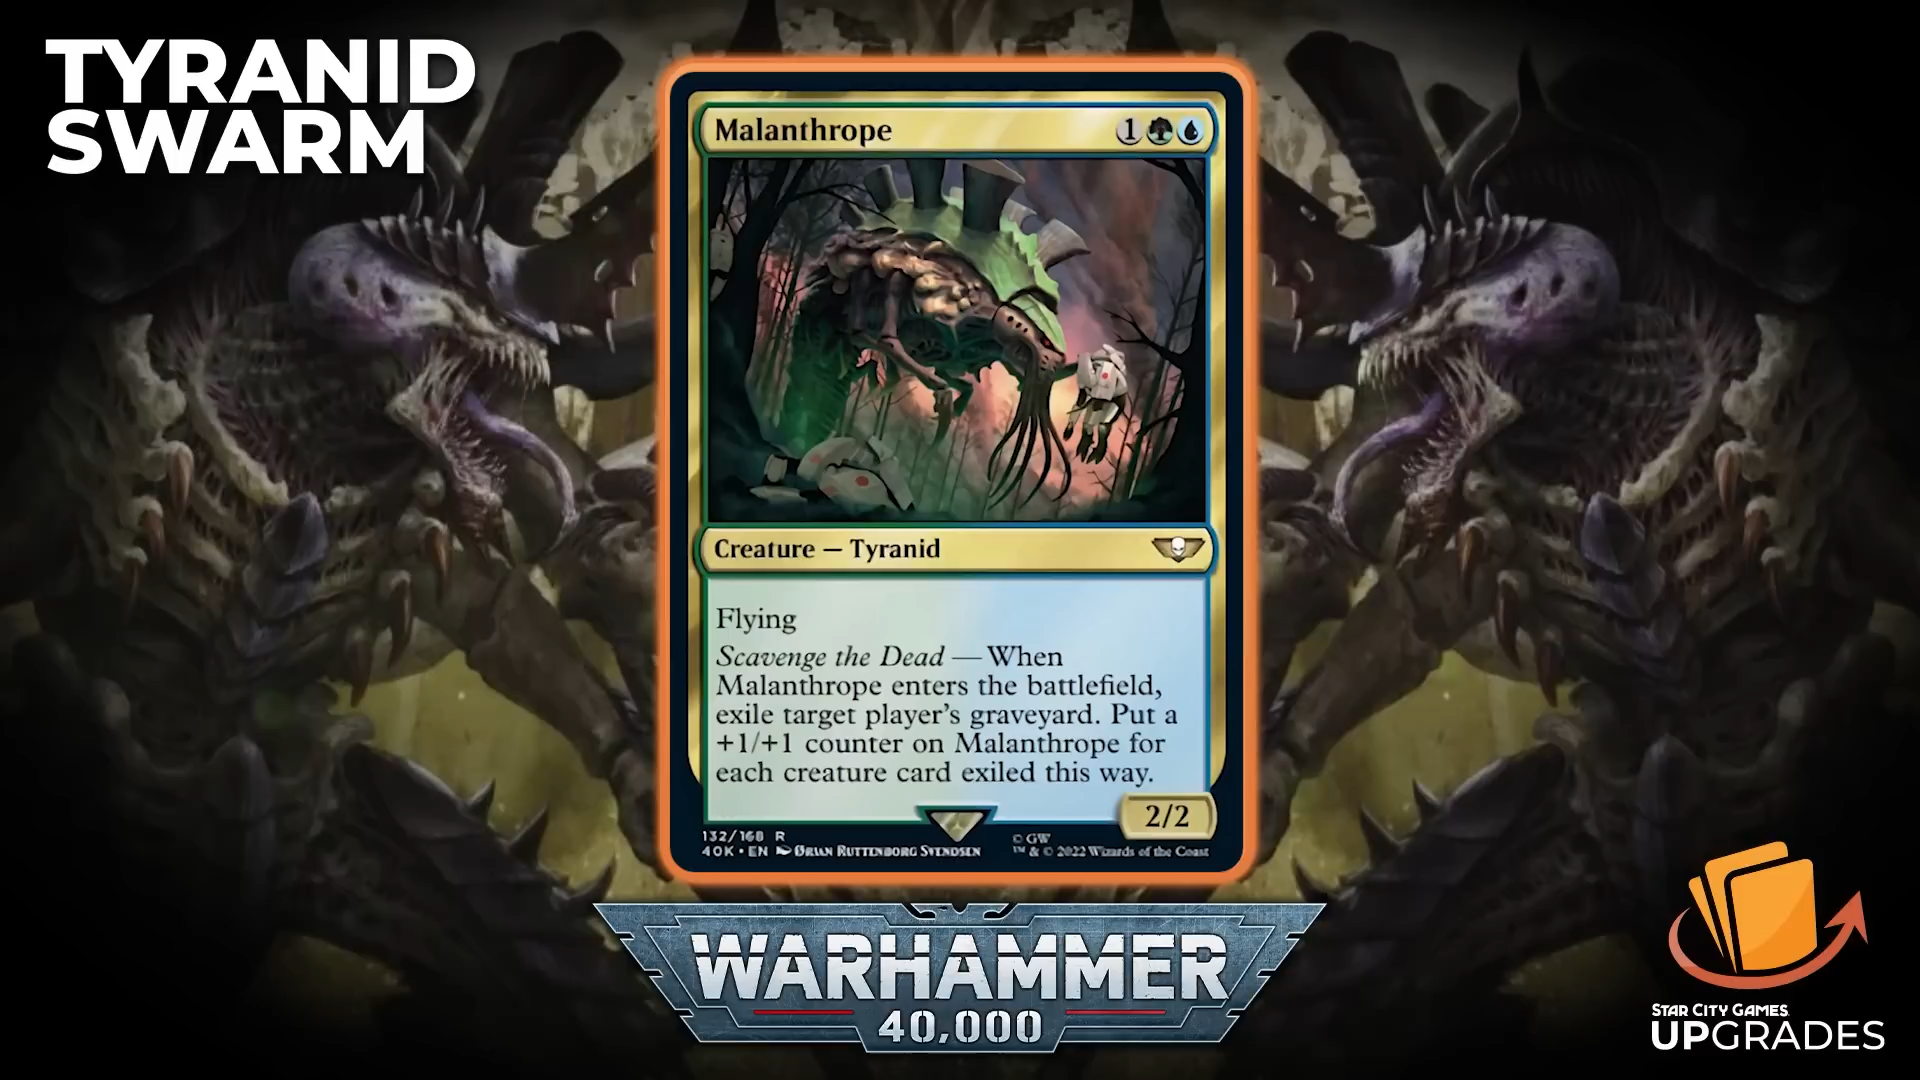 TYRANID
SWARM
Malanthrope
1
Creature — Tyranid
Flying
Scavenge the Dead — When
Malanthrope enters the battlefield,
exile target player's graveyard. Put a
+1/+1 counter on Malanthrope for
each creature card exiled this way.
2/2
132/168 R
40K • EN ØRJAN RUTTENBORG SVENDSEN
© GW
™ & © 2022 Wizards of the Coast
WARHAMMER
40,000
STAR CITY GAMES
UPGRADES